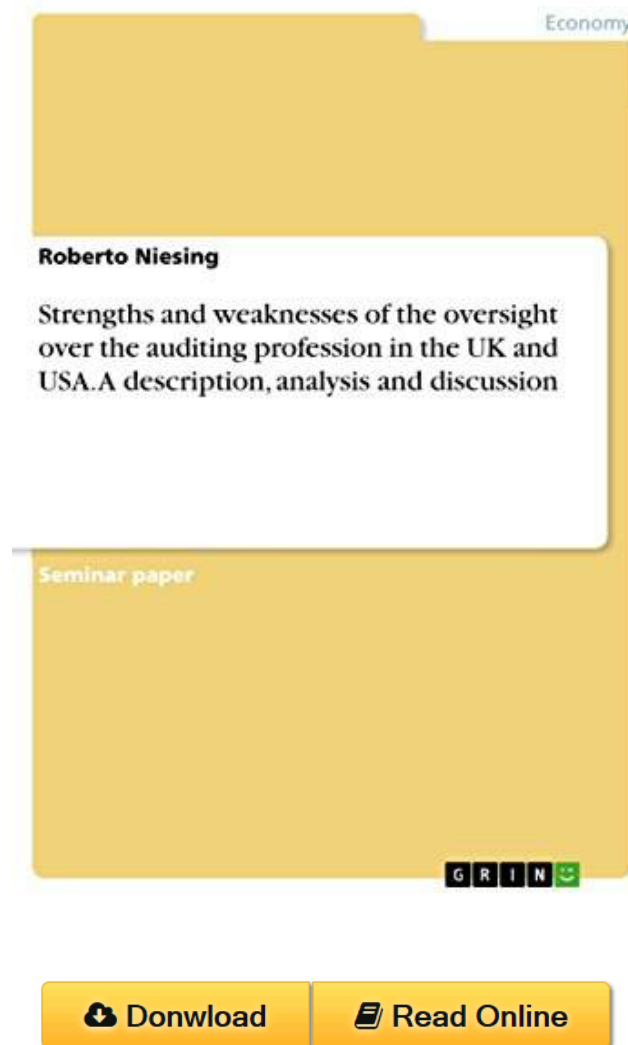 Economy
Roberto Niesing
Strengths and weaknesses of the oversight
over the auditing profession in the UK and
USA. A description, analysis and discussion
Seminar paper
GRIN
Donwload
Read Online